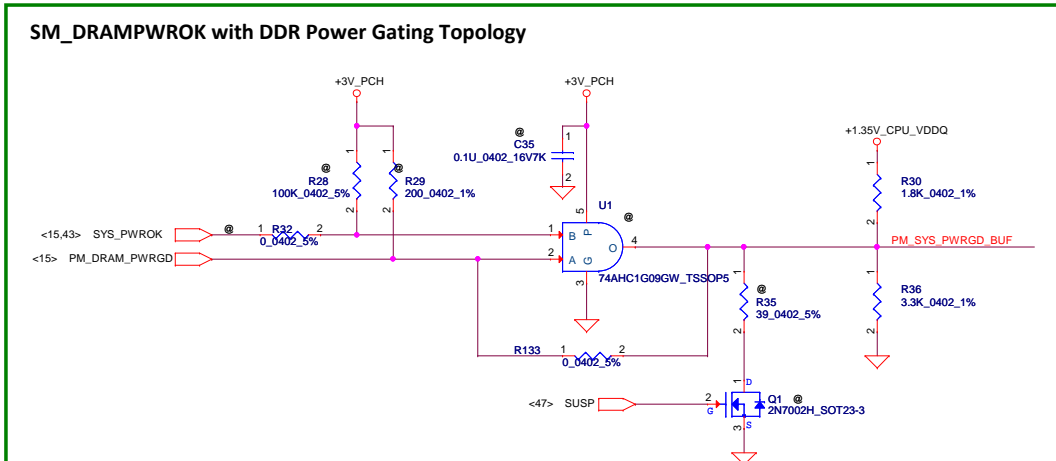 SM_DRAMPWROK with DDR Power Gating Topology
+3V_PCH
+3V_PCH
+1.35V_CPU_VDDQ
@
C35
0.1U_0402_16V7K
1
2
1
@
R28
100K_0402_5%
2
1
@
R29
200_0402_1%
2
1
R30
1.8K_0402_1%
2
U1
@
5
P
<15,43> SYS_PWROK
@
1
R32
2
0_0402_5%
1
B
<15> PM_DRAM_PWRGD
2
A
G
O
4
3
74AHC1G09GW_TSSOP5
PM_SYS_PWRGD_BUF
1
@
R35
39_0402_5%
2
1
R36
3.3K_0402_1%
2
R133
1
2
0_0402_5%
<47> SUSP
2
G
1
D
Q1
@
2N7002H_SOT23-3
3
S